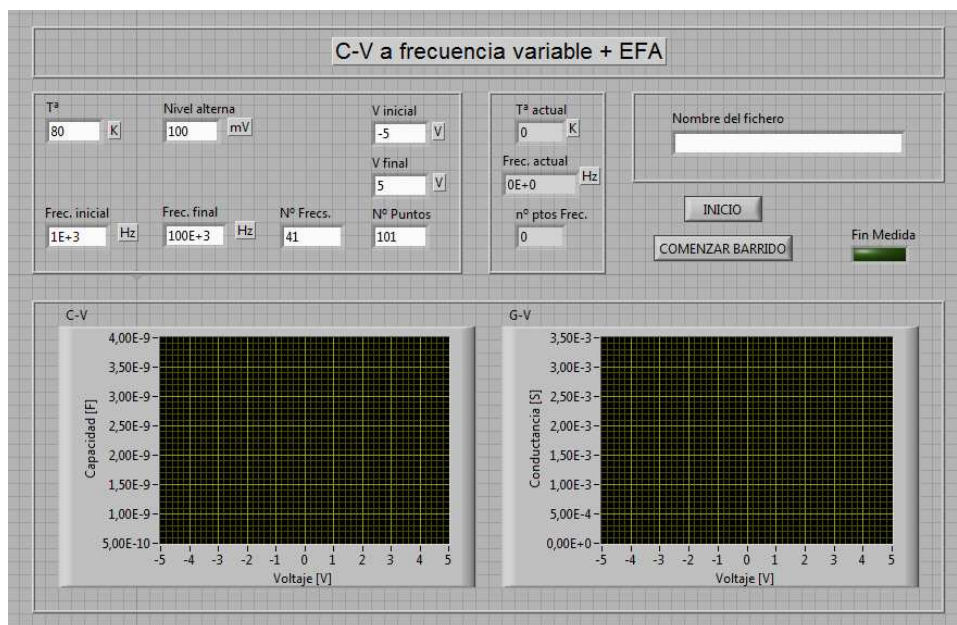 C-V a frecuencia variable + EFA
Tª
80 K
Nivel alterna
100 mV
V inicial
-5 V
V final
5 V
Frec. inicial
1E+3 Hz
Frec. final
100E+3 Hz
Nº Frecs.
41
Nº Puntos
101
Tª actual
0 K
Frec. actual
0E+0 Hz
nº ptos Frec.
0
Nombre del fichero
INICIO
COMENZAR BARRIDO
Fin Medida
C-V
Capacidad [F]
4,00E-9
3,50E-9
3,00E-9
2,50E-9
2,00E-9
1,50E-9
1,00E-9
5,00E-10
-5 -4 -3 -2 -1 0 1 2 3 4 5
Voltaje [V]
G-V
Conductancia [S]
3,50E-3
3,00E-3
2,50E-3
2,00E-3
1,50E-3
1,00E-3
5,00E-4
0,00E+0
-5 -4 -3 -2 -1 0 1 2 3 4 5
Voltaje [V]